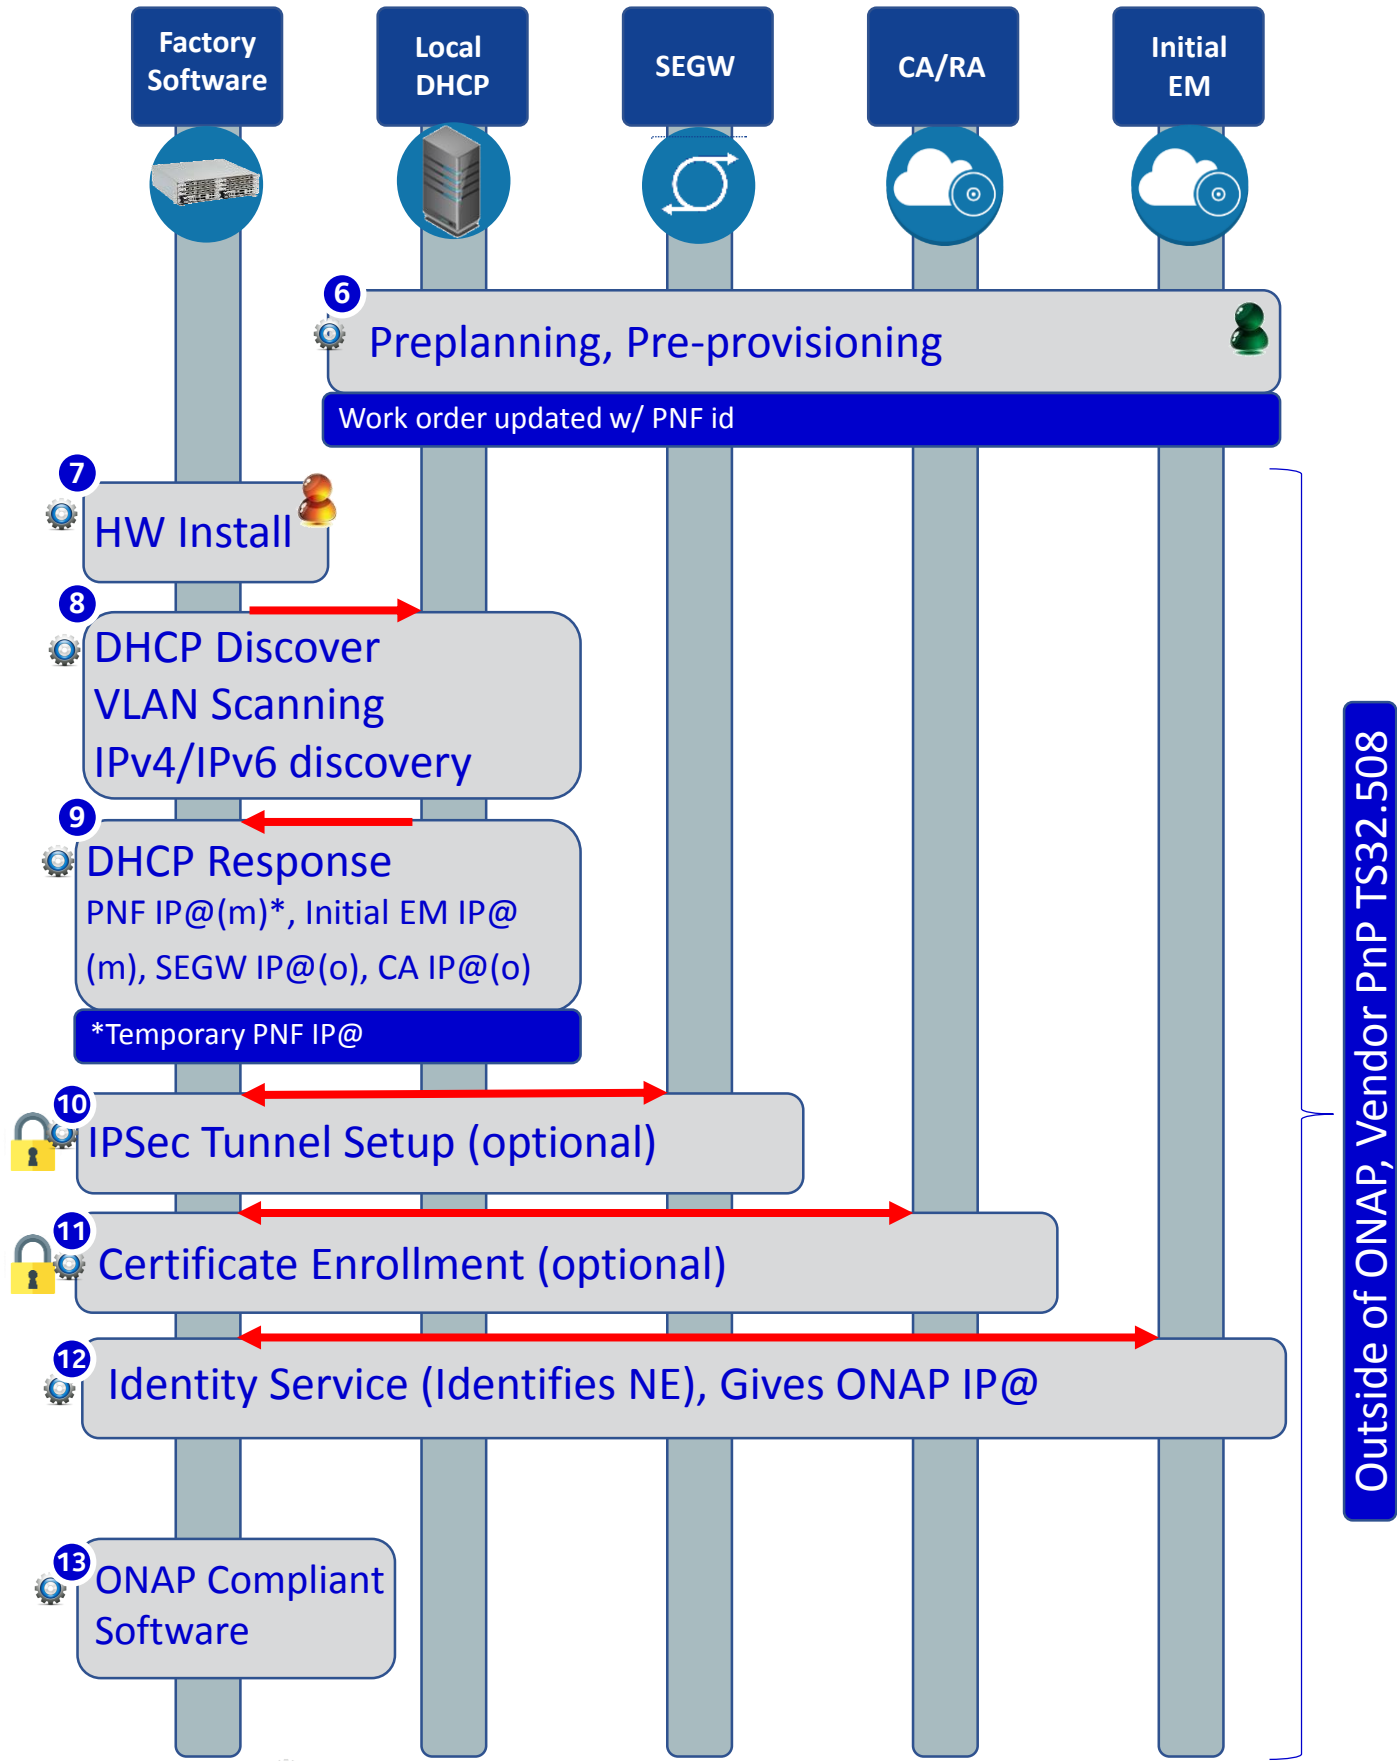 Factory
Software
Local
DHCP
SEGW
CA/RA
Initial
EM
6
Preplanning, Pre-provisioning
Work order updated w/ PNF id
7
HW Install
8
DHCP Discover
VLAN Scanning
IPv4/IPv6 discovery
9
DHCP Response
PNF IP@(m)*, Initial EM IP@
(m), SEGW IP@(o), CA IP@(o)
*Temporary PNF IP@
10
IPSec Tunnel Setup (optional)
11
Certificate Enrollment (optional)
12
Identity Service (Identifies NE), Gives ONAP IP@
13
ONAP Compliant
Software
Outside of ONAP, Vendor PnP TS32.508